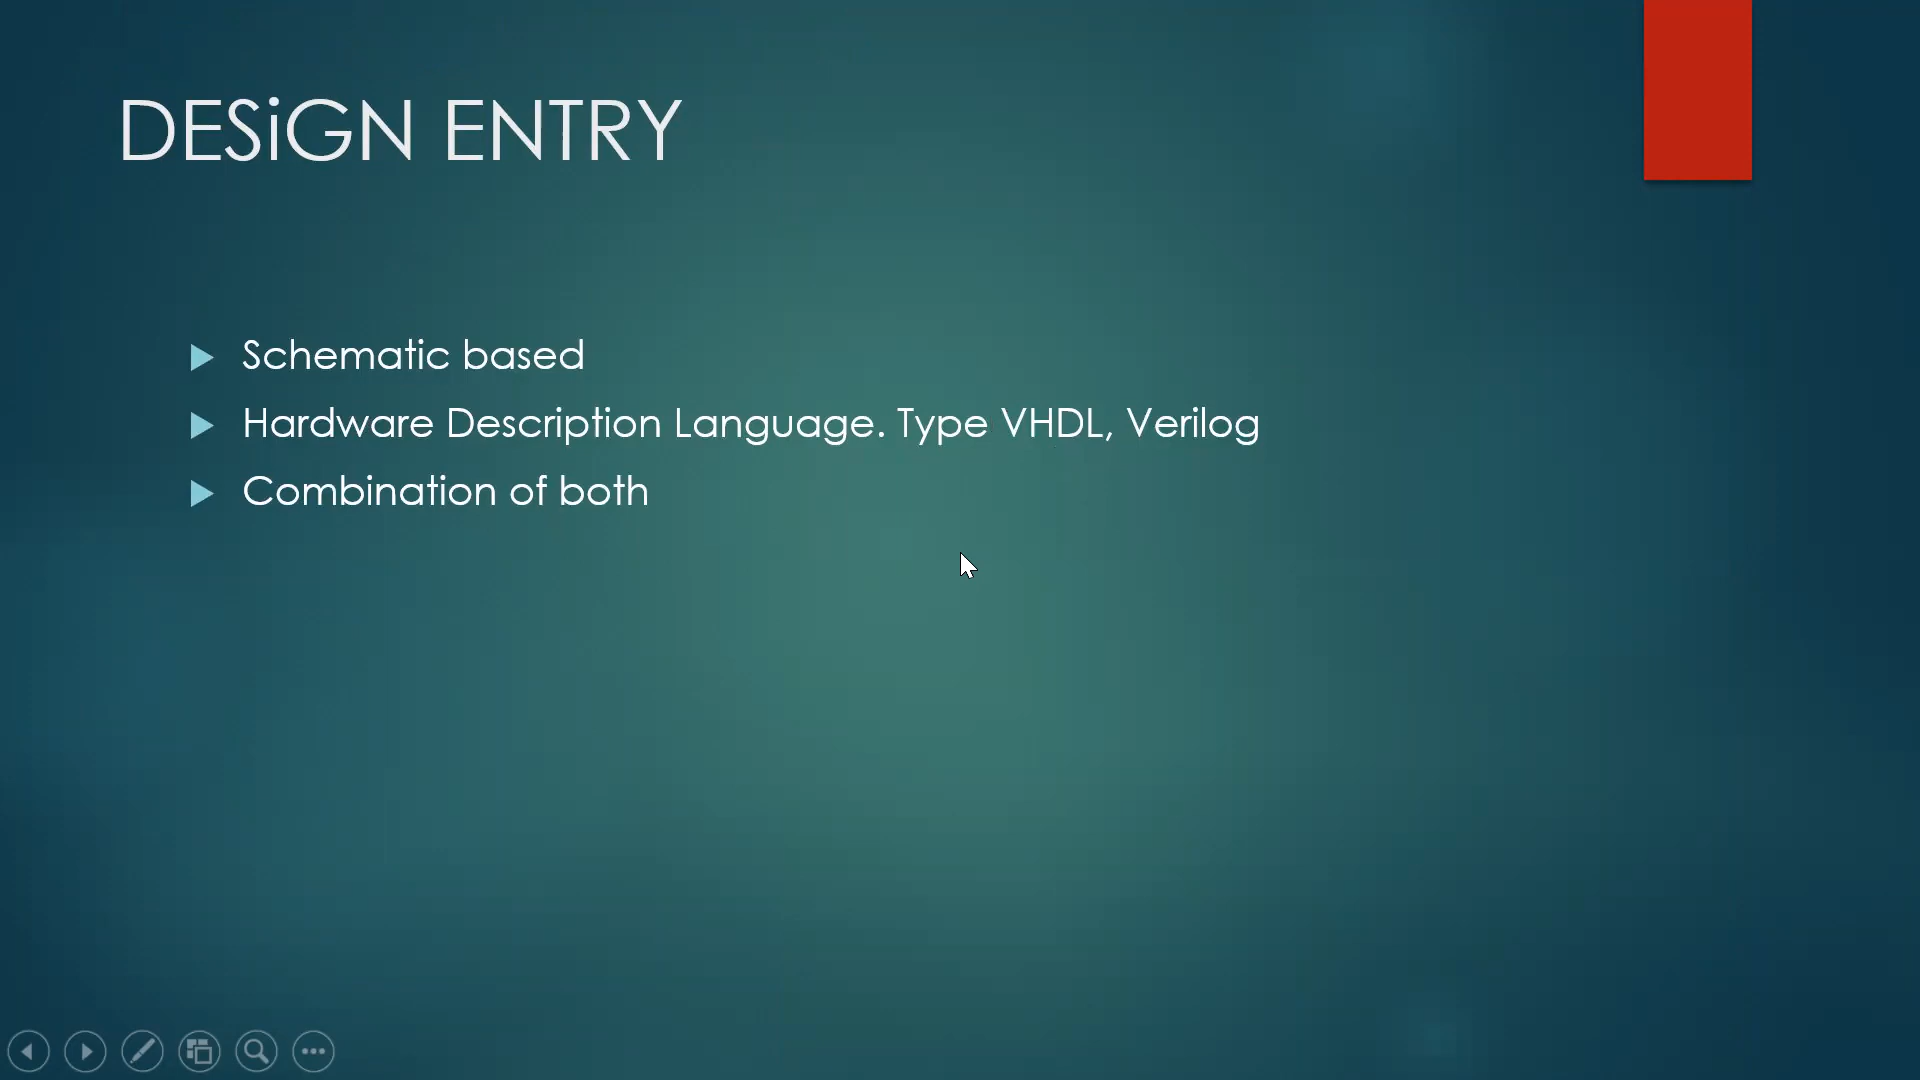 DESiGN ENTRY
Schematic based
Hardware Description Language. Type VHDL, Verilog
Combination of both